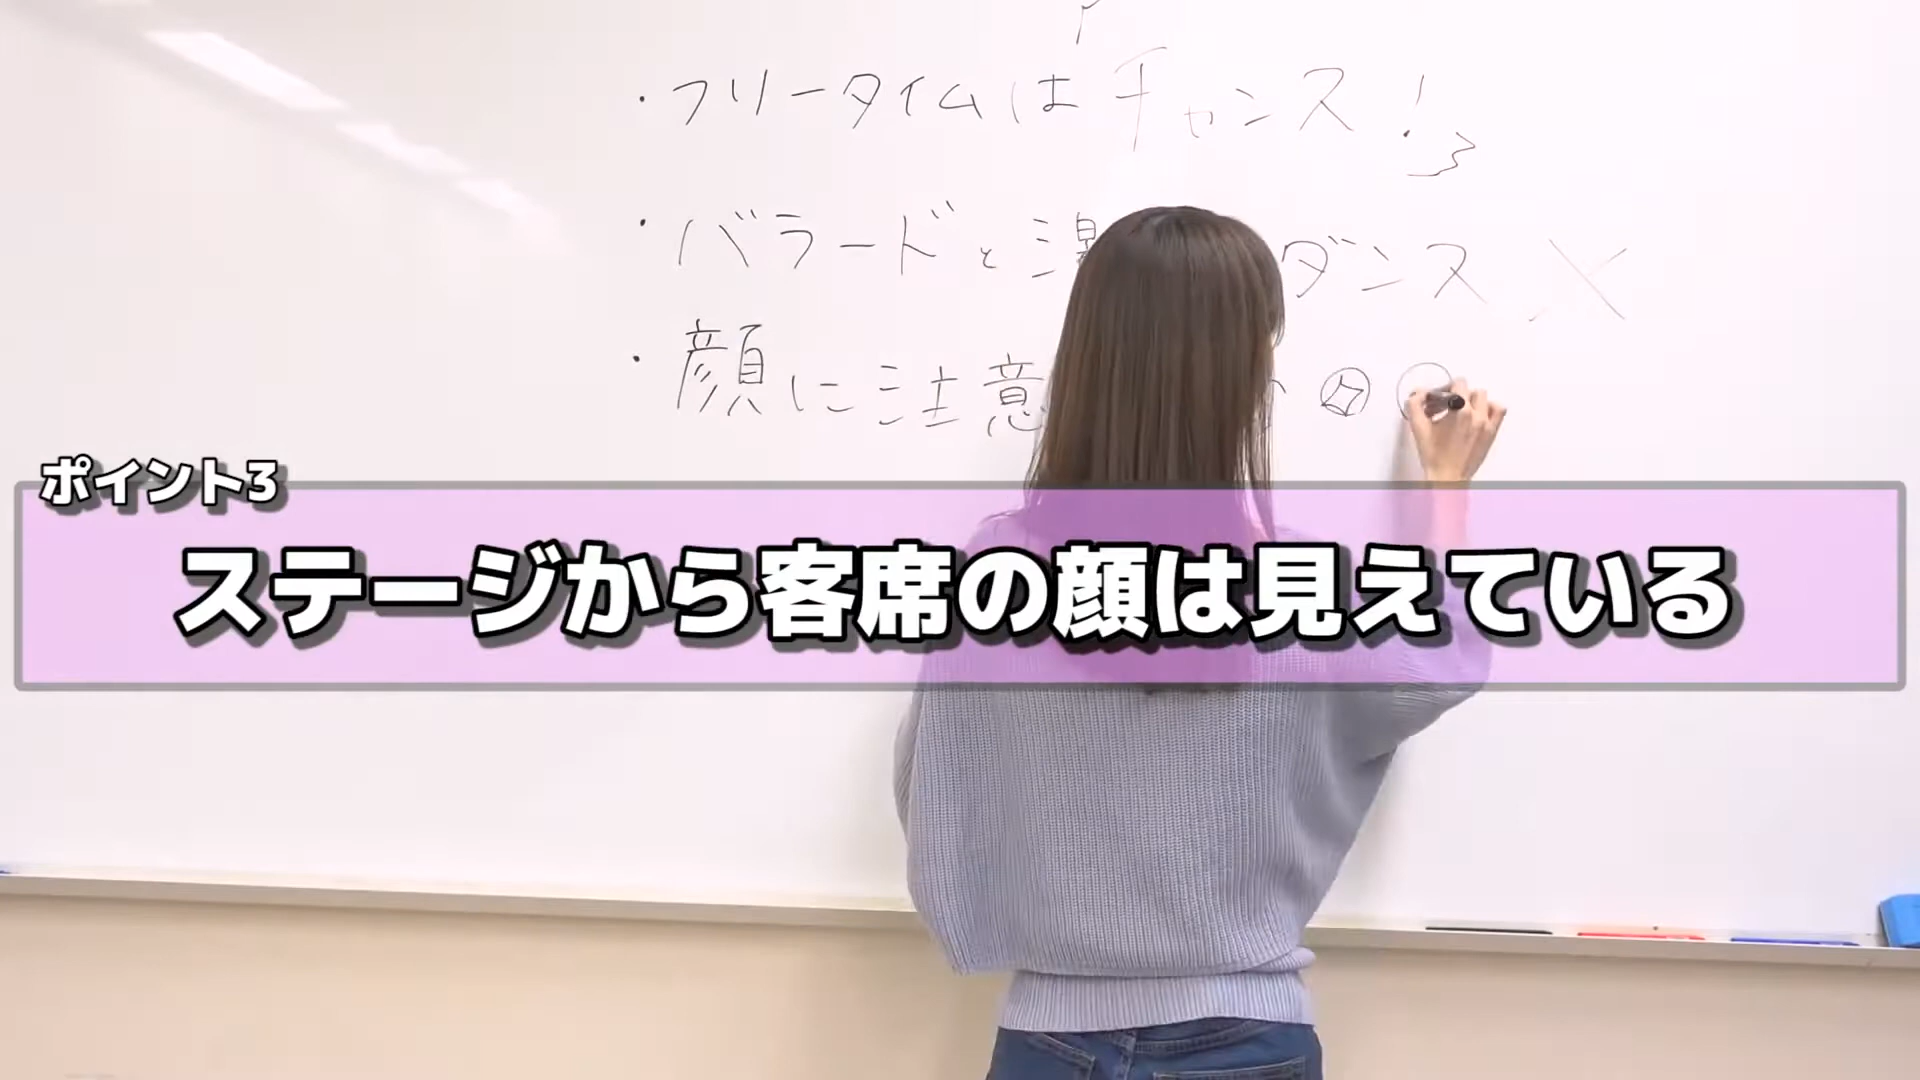 ・フリータイムはチャンス！
・バラードと激 ダンス ×
・顔に注意
ポイント3
ステージから客席の顔は見えている